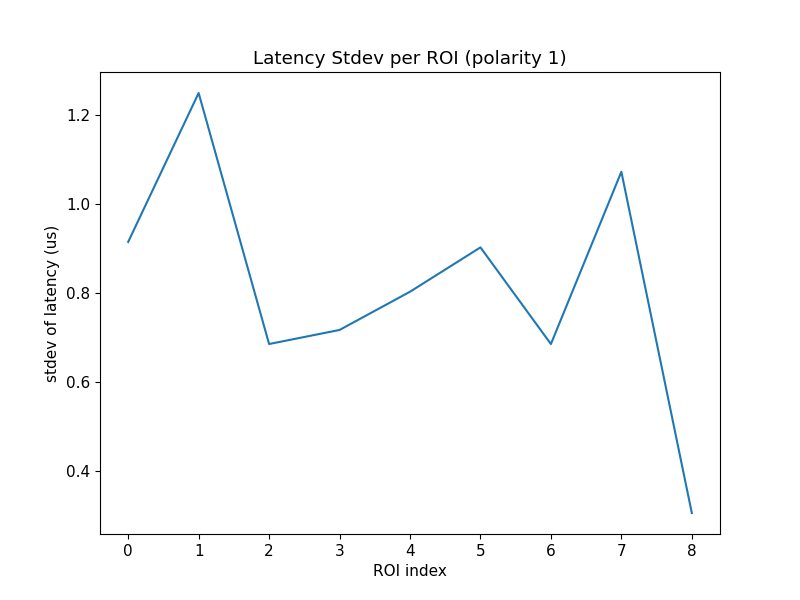 Latency Stdev per ROI (polarity 1)
stdev of latency (us)
1.2
1.0
0.8
0.6
0.4
0 1 2 3 4 5 6 7 8
ROI index